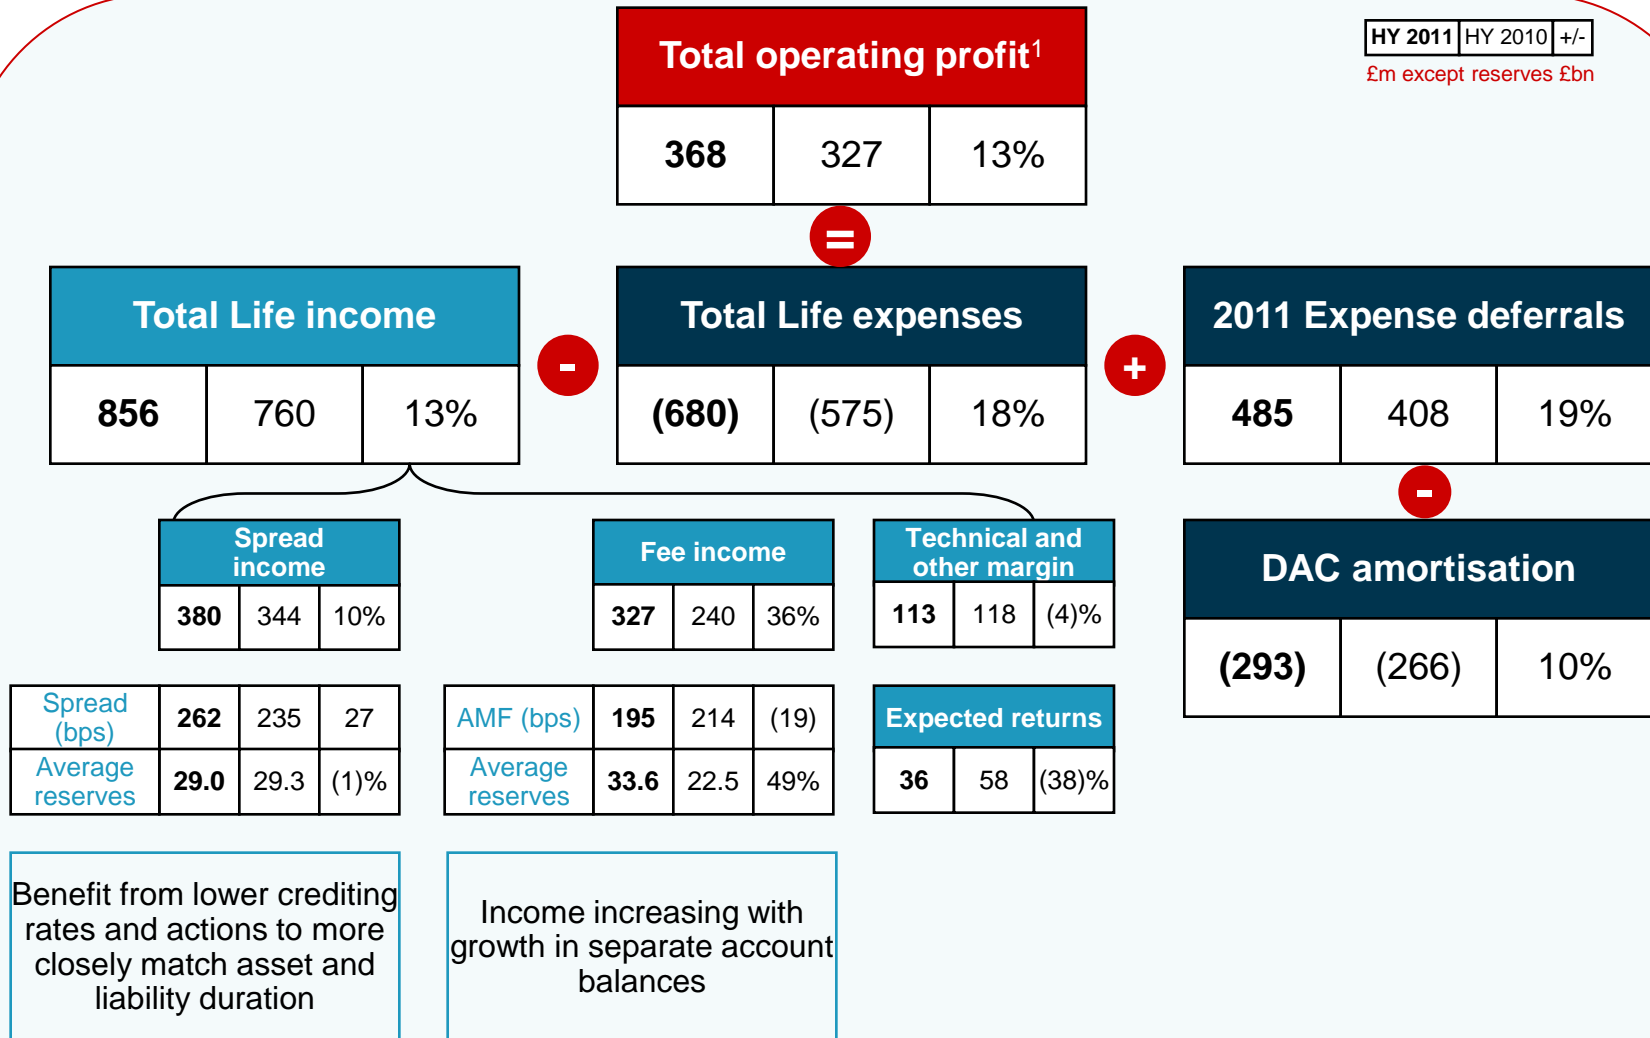 Total operating profit1
HY 2011 HY 2010 +/-
£m except reserves £bn
368 327 13%
=
Total Life income
-
Total Life expenses
+
2011 Expense deferrals
856 760 13%
(680) (575) 18%
485 408 19%
-
Spread
income
380 344 10%
Fee income
327 240 36%
Technical and
other margin
113 118 (4)%
DAC amortisation
(293) (266) 10%
Spread
(bps)
262 235 27
Average
reserves
29.0 29.3 (1)%
AMF (bps) 195 214 (19)
Average
reserves
33.6 22.5 49%
Expected returns
36 58 (38)%
Benefit from lower crediting
rates and actions to more
closely match asset and
liability duration
Income increasing with
growth in separate account
balances